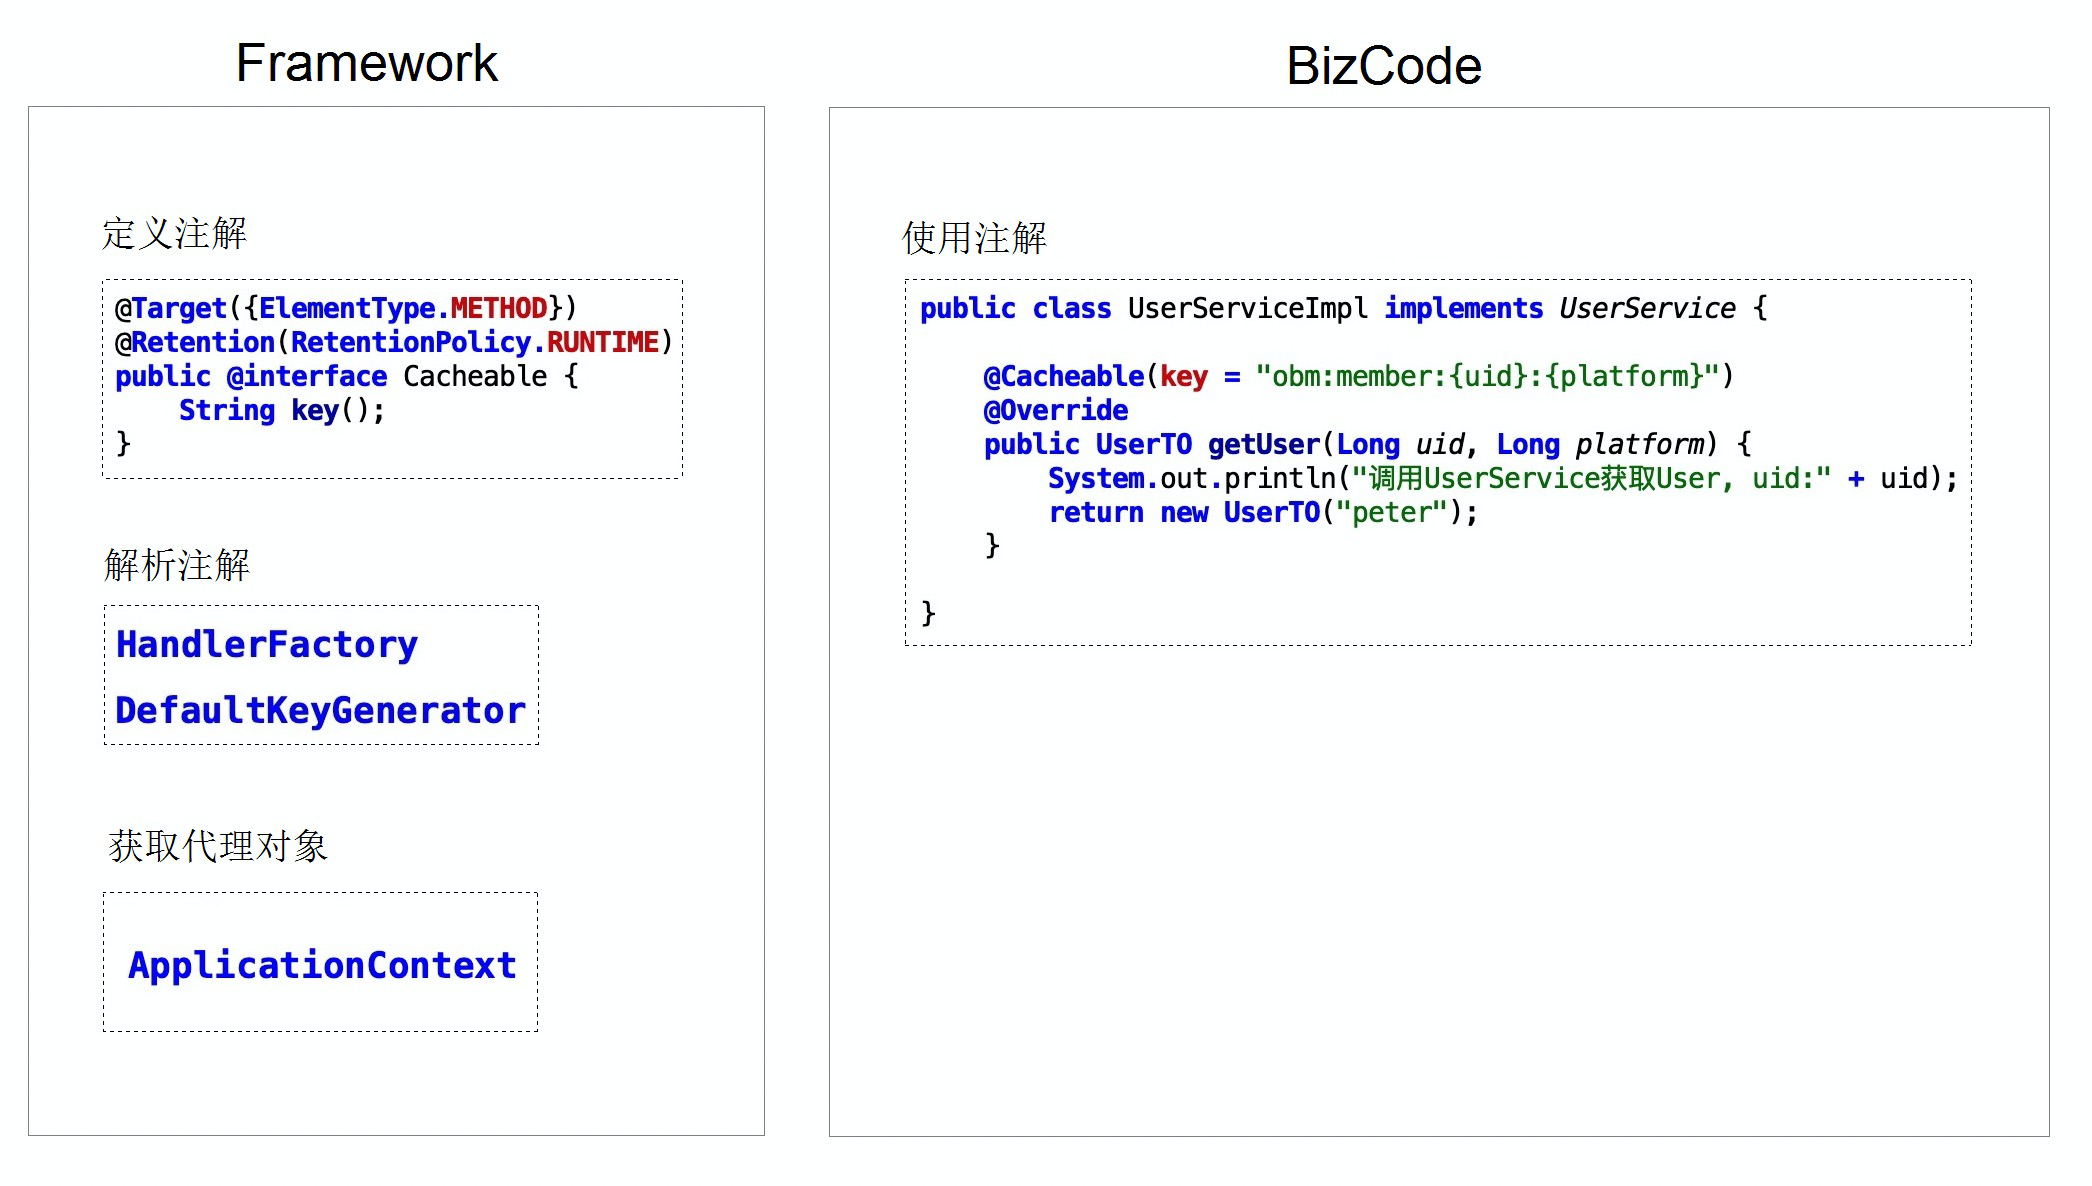 Framework
定义注解
@Target({ElementType.METHOD})
@Retention(RetentionPolicy.RUNTIME)
public @interface Cacheable {
    String key();
}
解析注解
HandlerFactory
DefaultKeyGenerator
获取代理对象
ApplicationContext
BizCode
使用注解
public class UserServiceImpl implements UserService {
    @Cacheable(key = "obm:member:{uid}:{platform}")
    @Override
    public UserTO getUser(Long uid, Long platform) {
        System.out.println("调用UserService获取User, uid:" + uid);
        return new UserTO("peter");
    }
}